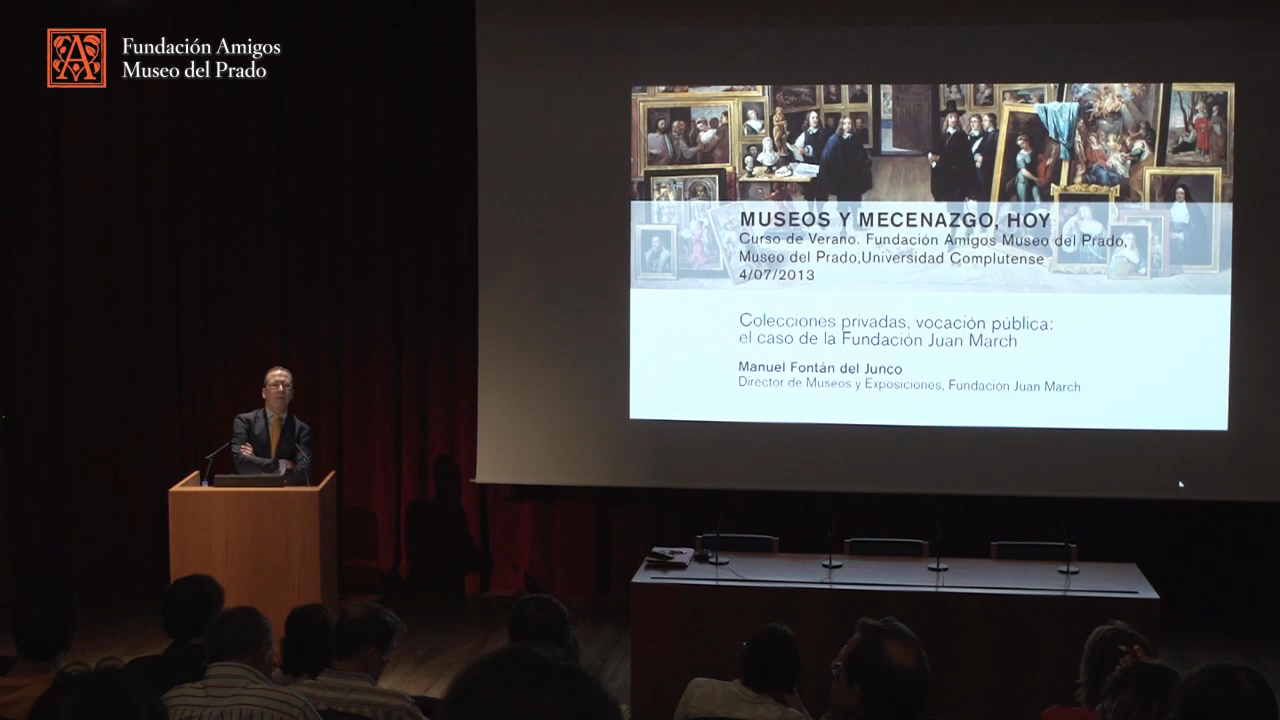 Fundación Amigos
Museo del Prado
MUSEOS Y MECENAZGO, HOY
Curso de Verano. Fundación Amigos Museo del Prado,
Museo del Prado,Universidad Complutense
4/07/2013
Colecciones privadas, vocación pública:
el caso de la Fundación Juan March
Manuel Fontán del Junco
Director de Museos y Exposiciones, Fundación Juan March